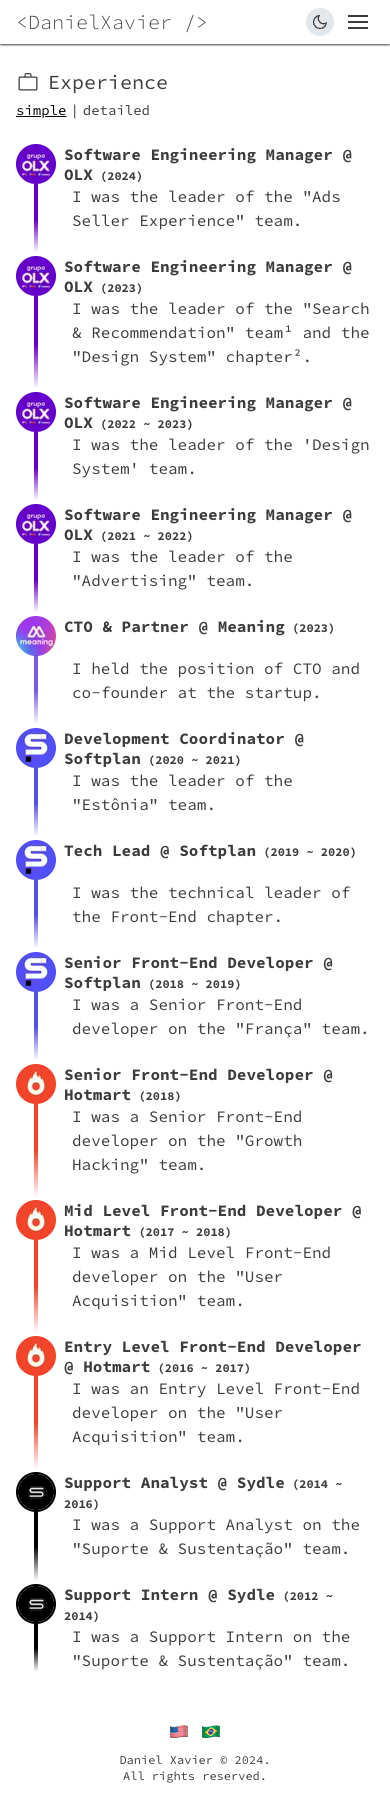 <DanielXavier />
Experience
simple | detailed
grupo
OLX
Software Engineering Manager @
OLX (2024)
I was the leader of the "Ads
Seller Experience" team.
grupo
OLX
Software Engineering Manager @
OLX (2023)
I was the leader of the "Search
& Recommendation" team¹ and the
"Design System" chapter².
grupo
OLX
Software Engineering Manager @
OLX (2022 ~ 2023)
I was the leader of the 'Design
System' team.
grupo
OLX
Software Engineering Manager @
OLX (2021 ~ 2022)
I was the leader of the
"Advertising" team.
meaning
CTO & Partner @ Meaning (2023)
I held the position of CTO and
co-founder at the startup.
Development Coordinator @
Softplan (2020 ~ 2021)
I was the leader of the
"Estônia" team.
Tech Lead @ Softplan (2019 ~ 2020)
I was the technical leader of
the Front-End chapter.
Senior Front-End Developer @
Softplan (2018 ~ 2019)
I was a Senior Front-End
developer on the "França" team.
Senior Front-End Developer @
Hotmart (2018)
I was a Senior Front-End
developer on the "Growth
Hacking" team.
Mid Level Front-End Developer @
Hotmart (2017 ~ 2018)
I was a Mid Level Front-End
developer on the "User
Acquisition" team.
Entry Level Front-End Developer
@ Hotmart (2016 ~ 2017)
I was an Entry Level Front-End
developer on the "User
Acquisition" team.
Support Analyst @ Sydle (2014 ~
2016)
I was a Support Analyst on the
"Suporte & Sustentação" team.
Support Intern @ Sydle (2012 ~
2014)
I was a Support Intern on the
"Suporte & Sustentação" team.
Daniel Xavier © 2024.
All rights reserved.